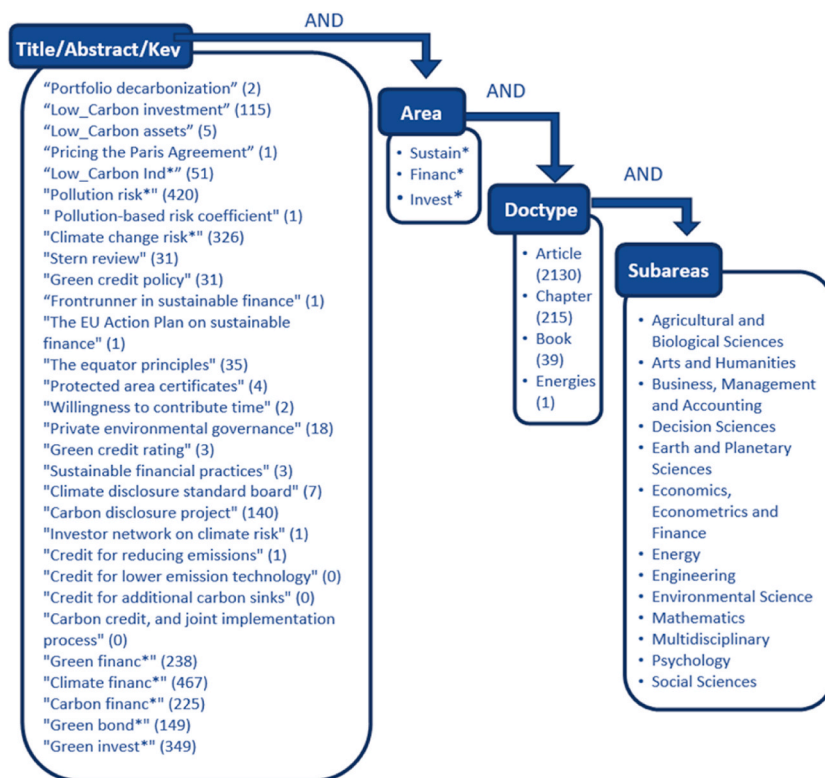 Title/Abstract/Kev
“Portfolio decarbonization” (2)
“Low_Carbon investment” (115)
“Low_Carbon assets” (5)
“Pricing the Paris Agreement” (1)
“Low_Carbon Ind*” (51)
"Pollution risk*" (420)
" Pollution-based risk coefficient" (1)
"Climate change risk*" (326)
"Stern review" (31)
"Green credit policy" (31)
“Frontrunner in sustainable finance" (1)
"The EU Action Plan on sustainable
finance" (1)
"The equator principles" (35)
"Protected area certificates" (4)
"Willingness to contribute time" (2)
"Private environmental governance" (18)
"Green credit rating" (3)
"Sustainable financial practices" (3)
"Climate disclosure standard board" (7)
"Carbon disclosure project" (140)
"Investor network on climate risk" (1)
"Credit for reducing emissions" (1)
"Credit for lower emission technology" (0)
"Credit for additional carbon sinks" (0)
"Carbon credit, and joint implementation
process" (0)
"Green financ*" (238)
"Climate financ*" (467)
"Carbon financ*" (225)
"Green bond*" (149)
"Green invest*" (349)
AND
Area
• Sustain*
• Financ*
• Invest*
AND
Doctype
• Article
(2130)
• Chapter
(215)
• Book
(39)
• Energies
(1)
AND
Subareas
• Agricultural and
Biological Sciences
• Arts and Humanities
• Business, Management
and Accounting
• Decision Sciences
• Earth and Planetary
Sciences
• Economics,
Econometrics and
Finance
• Energy
• Engineering
• Environmental Science
• Mathematics
• Multidisciplinary
• Psychology
• Social Sciences